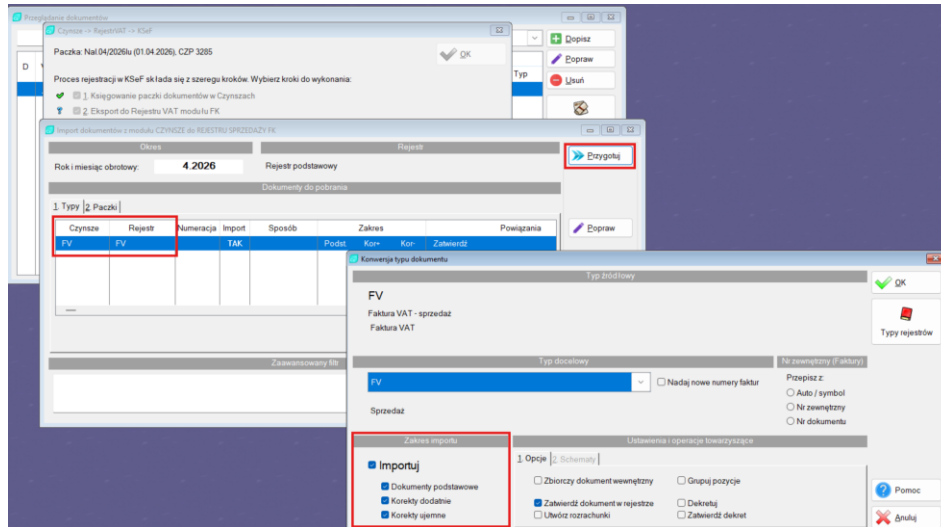 Przeglądanie dokumentów
Czynsze -> RejestrVAT -> KSeF
Paczka: Nal.04/2026lu (01.04.2026), CZP 3285
OK
Dopisz
Popraw
Usuń
D
Typ
Proces rejestracji w KSeF składa się z szeregu kroków. Wybierz kroki do wykonania:
1. Księgowanie paczki dokumentów w Czynszach
2. Eksport do Rejestru VAT modułu FK
Import dokumentów z modułu CZYNSZE do REJESTRU SPRZEDAŻY FK
Okres
Rejestr
Rok i miesiąc obrotowy:
4.2026
Rejestr podstawowy
Przygotuj
Dokumenty do pobrania
1. Typy
2. Paczki
Czynsze Rejestr Numeracja Import Sposób Zakres Powiązania
FV FV TAK Podst. Kor+ Kor- Zatwierdź
Popraw
Zaawansowany filtr
Konwersja typu dokumentu
Typ źródłowy
FV
Faktura VAT - sprzedaż
Faktura VAT
OK
Typy rejestrów
Typ docelowy
Nr zewnętrzny (Faktury)
FV
Nadaj nowe numery faktur
Sprzedaż
Przepisz z:
Auto / symbol
Nr zewnętrzny
Nr dokumentu
Zakres importu
Importuj
Dokumenty podstawowe
Korekty dodatnie
Korekty ujemne
Ustawienia i operacje towarzyszące
1. Opcje
2. Schematy
Zbiorczy dokument wewnętrzny
Grupuj pozycje
Zatwierdź dokument w rejestrze
Dekretuj
Utwórz rozrachunki
Zatwierdź dekret
Pomoc
Anuluj